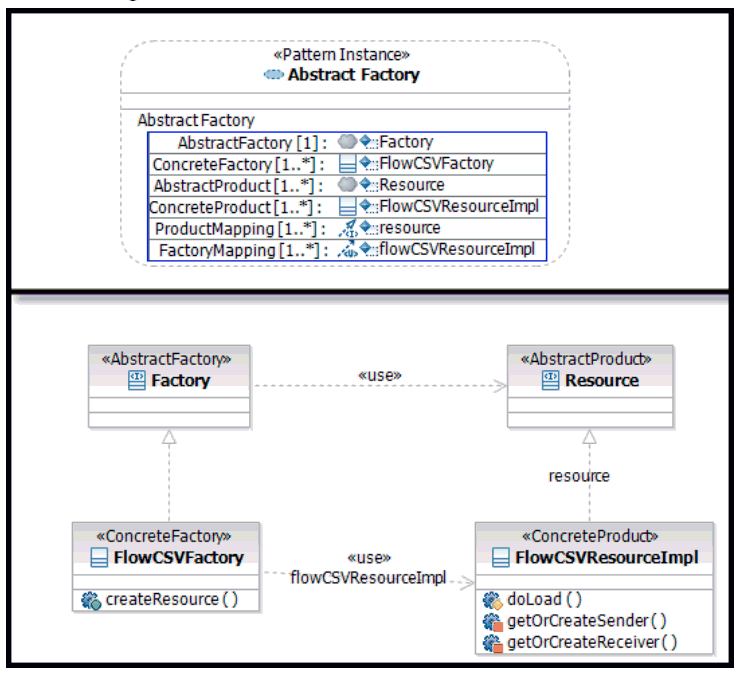 «Pattern Instance»
Abstract Factory
Abstract Factory
AbstractFactory [1] : Factory
ConcreteFactory [1..*] : FlowCSVFactory
AbstractProduct [1..*] : Resource
ConcreteProduct [1..*] : FlowCSVResourceImpl
ProductMapping [1..*] : resource
FactoryMapping [1..*] : flowCSVResourceImpl
«AbstractFactory»
Factory
«use»
«AbstractProduct»
Resource
resource
«ConcreteFactory»
FlowCSVFactory
createResource ( )
«use»
flowCSVResourceImpl
«ConcreteProduct»
FlowCSVResourceImpl
doLoad ( )
getOrCreateSender ( )
getOrCreateReceiver ( )